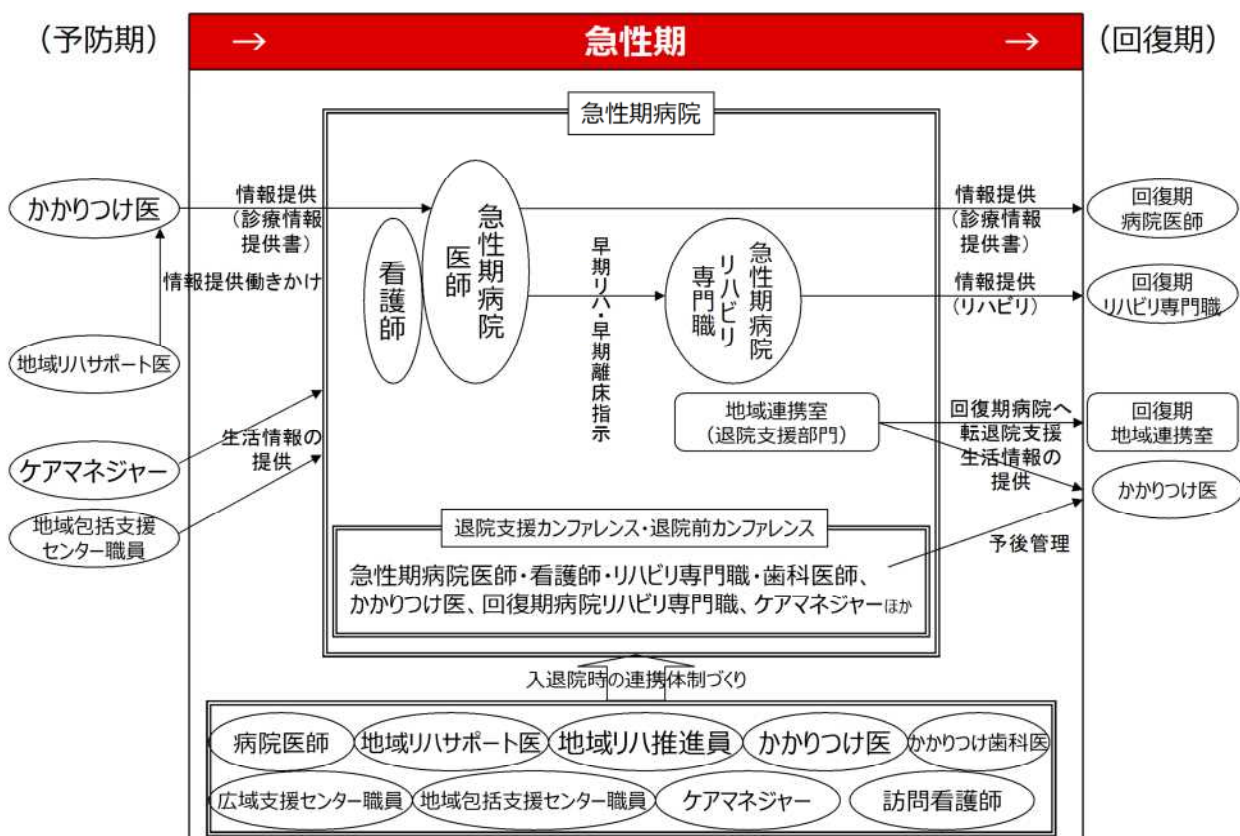 (予防期)
→ 急性期 →
(回復期)
急性期病院
かかりつけ医
情報提供
(診療情報
提供書)
情報提供働きかけ
地域リハサポート医
看護師
急性期病院
医師
早期リハ・早期離床指示
急性期病院
リハビリ
専門職
情報提供
(診療情報
提供書)
回復期
病院医師
情報提供
(リハビリ)
回復期
リハビリ専門職
地域連携室
(退院支援部門)
回復期病院へ
転退院支援
生活情報の
提供
回復期
地域連携室
かかりつけ医
生活情報の
提供
ケアマネジャー
地域包括支援
センター職員
退院支援カンファレンス・退院前カンファレンス
急性期病院医師・看護師・リハビリ専門職・歯科医師、
かかりつけ医、回復期病院リハビリ専門職、ケアマネジャーほか
予後管理
入退院時の連携体制づくり
病院医師 地域リハサポート医 地域リハ推進員 かかりつけ医 かかりつけ歯科医
広域支援センター職員 地域包括支援センター職員 ケアマネジャー 訪問看護師